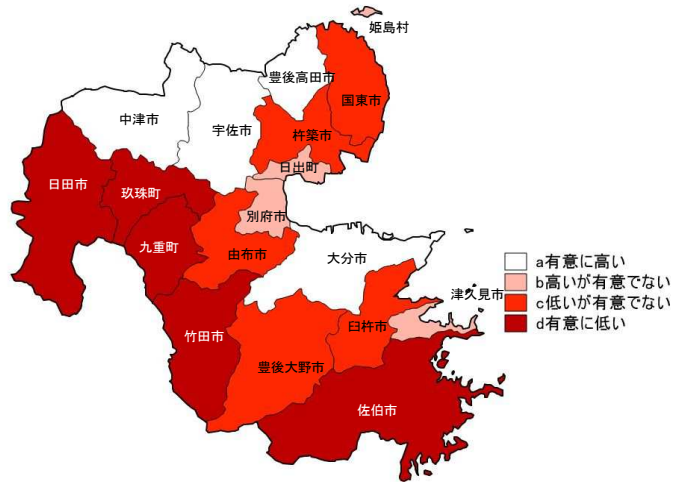 姫島村
豊後高田市
国東市
中津市
宇佐市
杵築市
日出町
日田市
玖珠町
別府市
九重町
由布市
大分市
a有意に高い
b高いが有意でない
津久見市
c低いが有意でない
d有意に低い
臼杵市
竹田市
豊後大野市
佐伯市